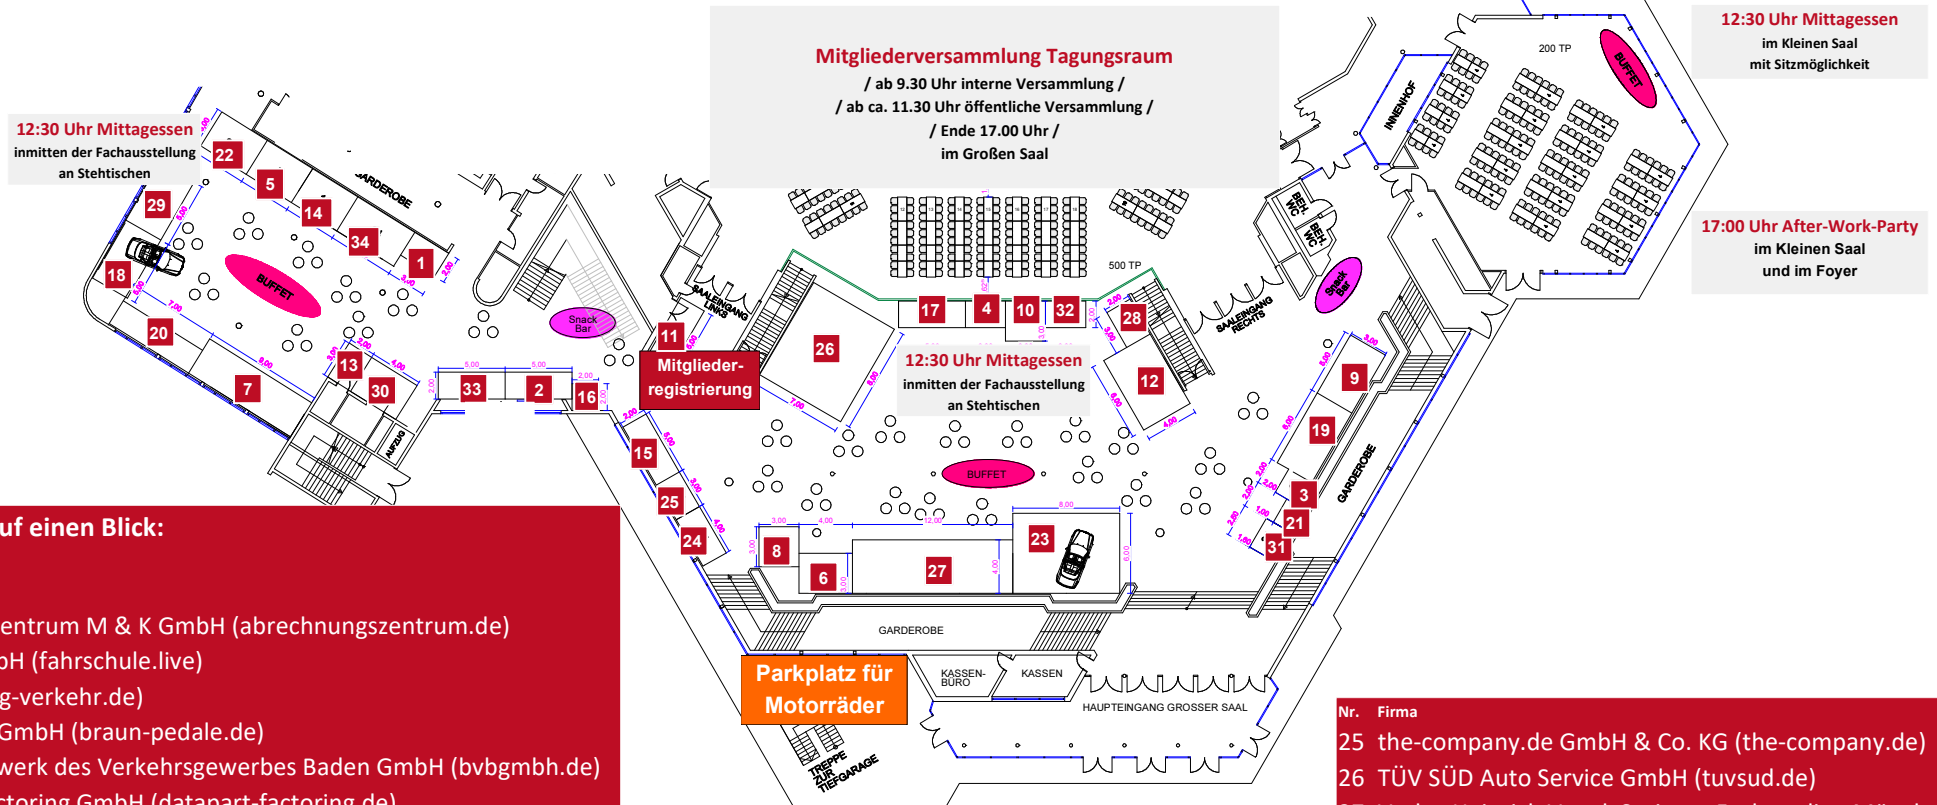 Mitgliederversammlung Tagungsraum
/ ab 9.30 Uhr interne Versammlung /
/ ab ca. 11.30 Uhr öffentliche Versammlung /
/ Ende 17.00 Uhr /
im Großen Saal
12:30 Uhr Mittagessen
im Kleinen Saal
mit Sitzmöglichkeit
200 TP
BUFFET
INNENHOF
12:30 Uhr Mittagessen
inmitten der Fachausstellung
an Stehtischen
17:00 Uhr After-Work-Party
im Kleinen Saal
und im Foyer
22
5
14
34
1
29
18
20
7
GARDEROBE
BUFFET
13
30
AUFZUG
33
2
16
Snack
Bar
11
SAALEINGANG
LINKS
Mitglieder-
registrierung
26
17
4
10
32
28
12
500 TP
BEH.
WC
BEH.
WC
SAALEINGANG
RECHTS
Snack
Bar
12:30 Uhr Mittagessen
inmitten der Fachausstellung
an Stehtischen
9
19
3
21
31
GARDEROBE
15
25
24
BUFFET
8
6
27
23
GARDEROBE
KASSEN-
BÜRO
KASSEN
HAUPTEINGANG GROSSER SAAL
Parkplatz für
Motorräder
TREPPE
ZUR
TIEFGARAGE
uf einen Blick:
entrum M & K GmbH (abrechnungszentrum.de)
bH (fahrschule.live)
g-verkehr.de)
GmbH (braun-pedale.de)
werk des Verkehrsgewerbes Baden GmbH (bvbgmbh.de)
ctoring GmbH (datapart-factoring.de)
Nr. Firma
25 the-company.de GmbH & Co. KG (the-company.de)
26 TÜV SÜD Auto Service GmbH (tuvsud.de)